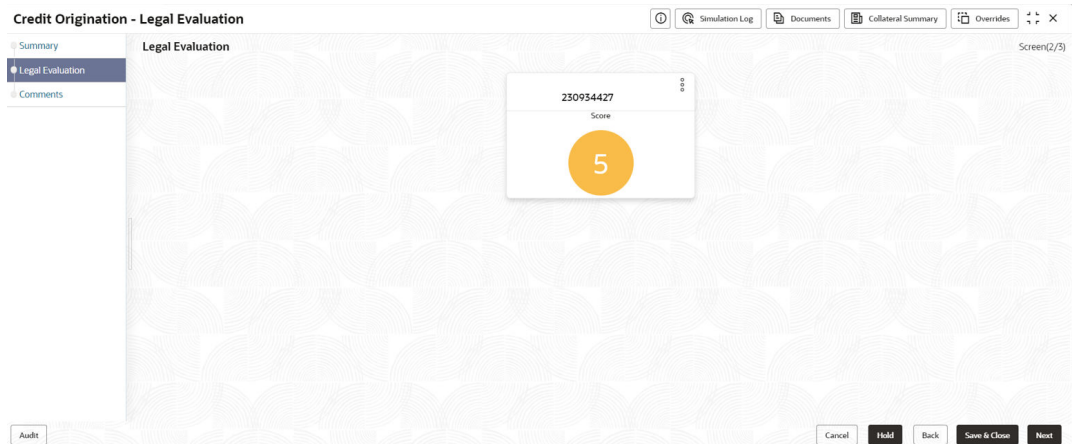 Credit Origination - Legal Evaluation
Simulation Log
Documents
Collateral Summary
Overrides
Summary
Legal Evaluation
Comments
Legal Evaluation
Screen(2/3)
230934427
Score
5
Audit
Cancel
Hold
Back
Save & Close
Next